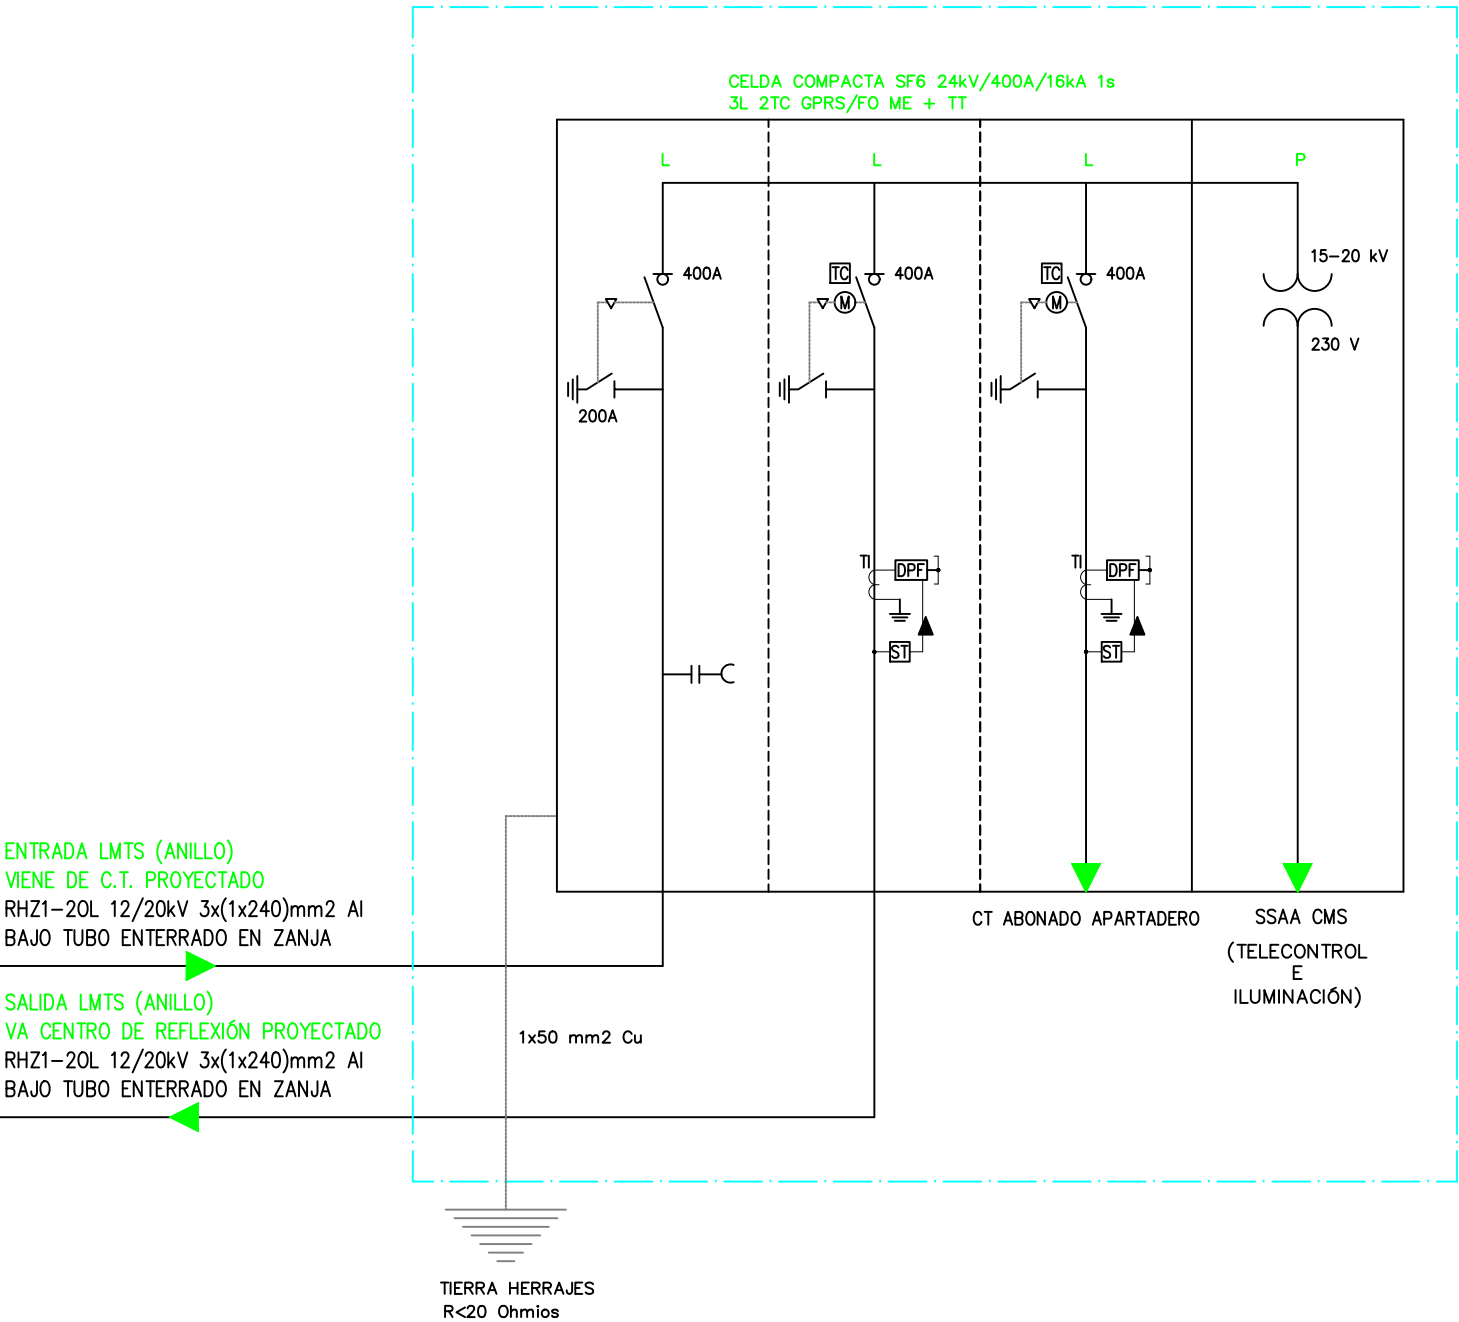 CELDA COMPACTA SF6 24kV/400A/16kA 1s
3L 2TC GPRS/FO ME + TT
L
L
L
P
400A
TC
400A
TC
400A
15-20 kV
M
M
230 V
200A
TI
DPF
TI
DPF
ST
ST
ENTRADA LMTS (ANILLO)
VIENE DE C.T. PROYECTADO
RHZ1-2OL 12/20kV 3x(1x240)mm2 Al
BAJO TUBO ENTERRADO EN ZANJA
CT ABONADO APARTADERO
SSAA CMS
(TELECONTROL
E
ILUMINACIÓN)
SALIDA LMTS (ANILLO)
VA CENTRO DE REFLEXIÓN PROYECTADO
RHZ1-2OL 12/20kV 3x(1x240)mm2 Al
BAJO TUBO ENTERRADO EN ZANJA
1x50 mm2 Cu
TIERRA HERRAJES
R<20 Ohmios